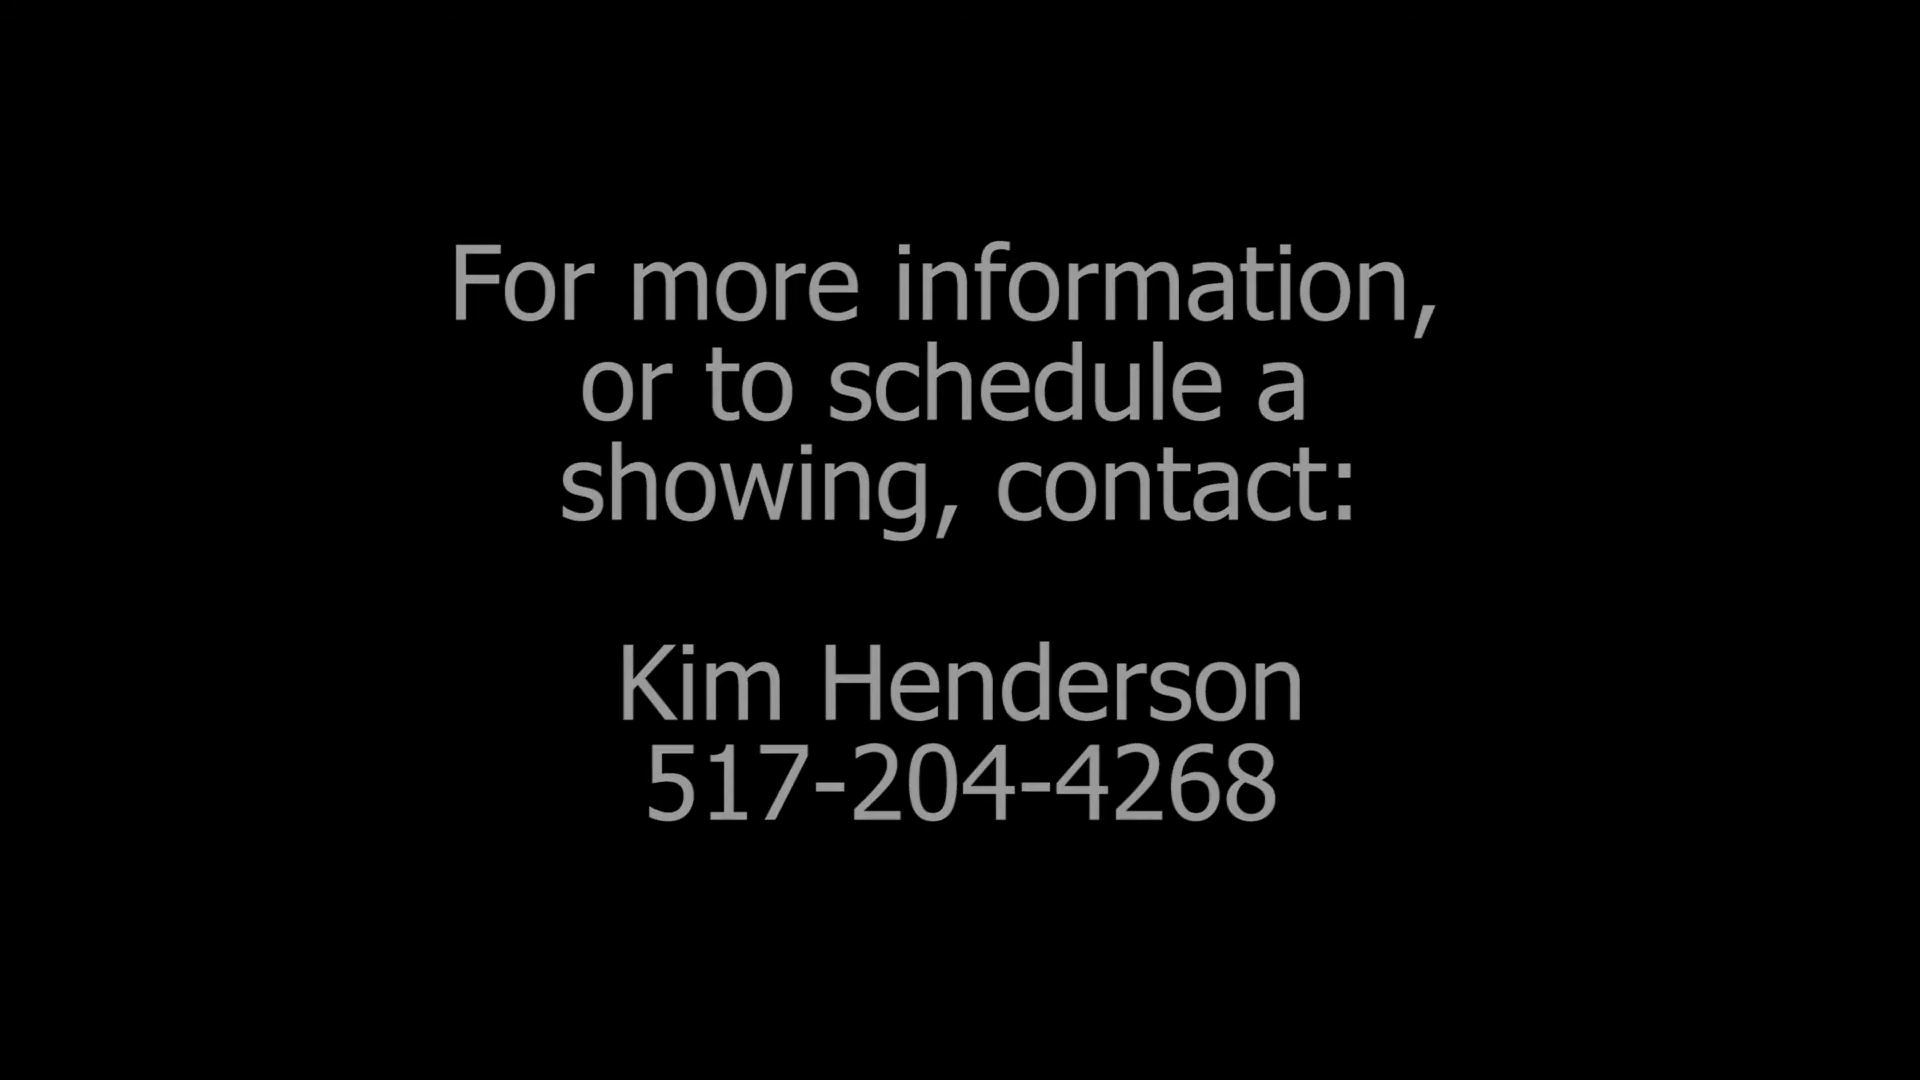 For more information,
or to schedule a
showing, contact:
Kim Henderson
517-204-4268